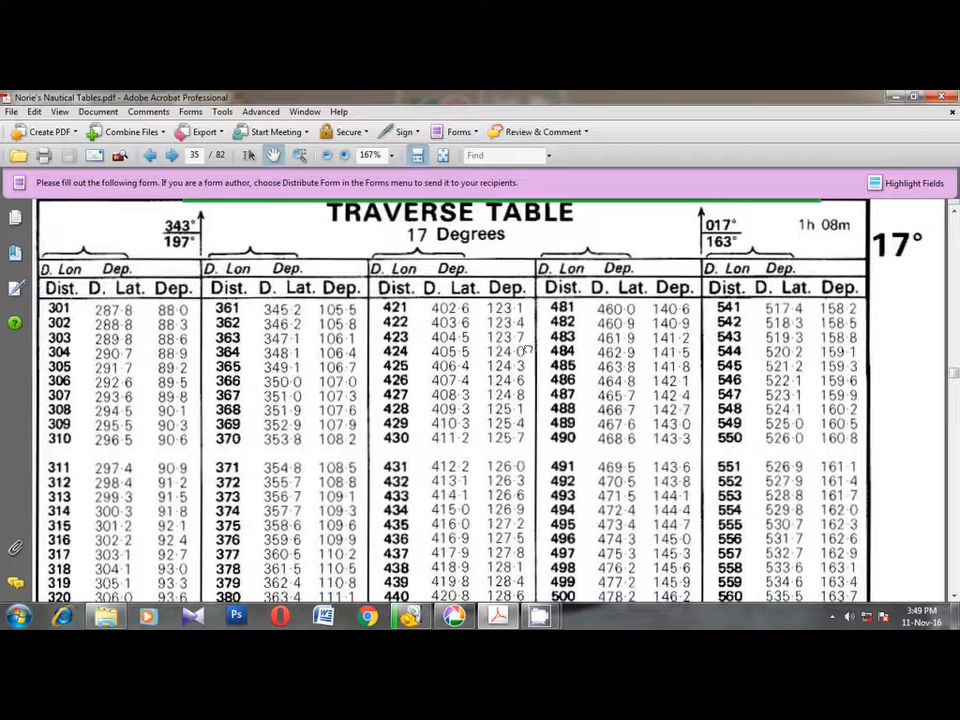 Norie's Nautical Tables.pdf - Adobe Acrobat Professional
File Edit View Document Comments Forms Tools Advanced Window Help
Create PDF Combine Files Export Start Meeting Secure Sign Forms Review & Comment
35 / 82 167% Find
Please fill out the following form. If you are a form author, choose Distribute Form in the Forms menu to send it to your recipients. Highlight Fields
TRAVERSE TABLE
343° 17 Degrees 017° 1h 08m 17°
197° 163°
D. Lon Dep. D. Lon Dep. D. Lon Dep. D. Lon Dep. D. Lon Dep.
Dist. D. Lat. Dep. Dist. D. Lat. Dep. Dist. D. Lat. Dep. Dist. D. Lat. Dep. Dist. D. Lat. Dep.
301 287·8 88·0 361 345·2 105·5 421 402·6 123·1 481 460·0 140·6 541 517·4 158·2
302 288·8 88·3 362 346·2 105·8 422 403·6 123·4 482 460·9 140·9 542 518·3 158·5
303 289·8 88·6 363 347·1 106·1 423 404·5 123·7 483 461·9 141·2 543 519·3 158·8
304 290·7 88·9 364 348·1 106·4 424 405·5 124·0 484 462·9 141·5 544 520·2 159·1
305 291·7 89·2 365 349·1 106·7 425 406·4 124·3 485 463·8 141·8 545 521·2 159·3
306 292·6 89·5 366 350·0 107·0 426 407·4 124·6 486 464·8 142·1 546 522·1 159·6
307 293·6 89·8 367 351·0 107·3 427 408·3 124·8 487 465·7 142·4 547 523·1 159·9
308 294·5 90·1 368 351·9 107·6 428 409·3 125·1 488 466·7 142·7 548 524·1 160·2
309 295·5 90·3 369 352·9 107·9 429 410·3 125·4 489 467·6 143·0 549 525·0 160·5
310 296·5 90·6 370 353·8 108·2 430 411·2 125·7 490 468·6 143·3 550 526·0 160·8
311 297·4 90·9 371 354·8 108·5 431 412·2 126·0 491 469·5 143·6 551 526·9 161·1
312 298·4 91·2 372 355·7 108·8 432 413·1 126·3 492 470·5 143·8 552 527·9 161·4
313 299·3 91·5 373 356·7 109·1 433 414·1 126·6 493 471·5 144·1 553 528·8 161·7
314 300·3 91·8 374 357·7 109·3 434 415·0 126·9 494 472·4 144·4 554 529·8 162·0
315 301·2 92·1 375 358·6 109·6 435 416·0 127·2 495 473·4 144·7 555 530·7 162·3
316 302·2 92·4 376 359·6 109·9 436 416·9 127·5 496 474·3 145·0 556 531·7 162·6
317 303·1 92·7 377 360·5 110·2 437 417·9 127·8 497 475·3 145·3 557 532·7 162·9
318 304·1 93·0 378 361·5 110·5 438 418·9 128·1 498 476·2 145·6 558 533·6 163·1
319 305·1 93·3 379 362·4 110·8 439 419·8 128·4 499 477·2 145·9 559 534·6 163·4
320 306·0 93·6 380 363·4 111·1 440 420·8 128·6 500 478·2 146·2 560 535·5 163·7
3:49 PM
11-Nov-16